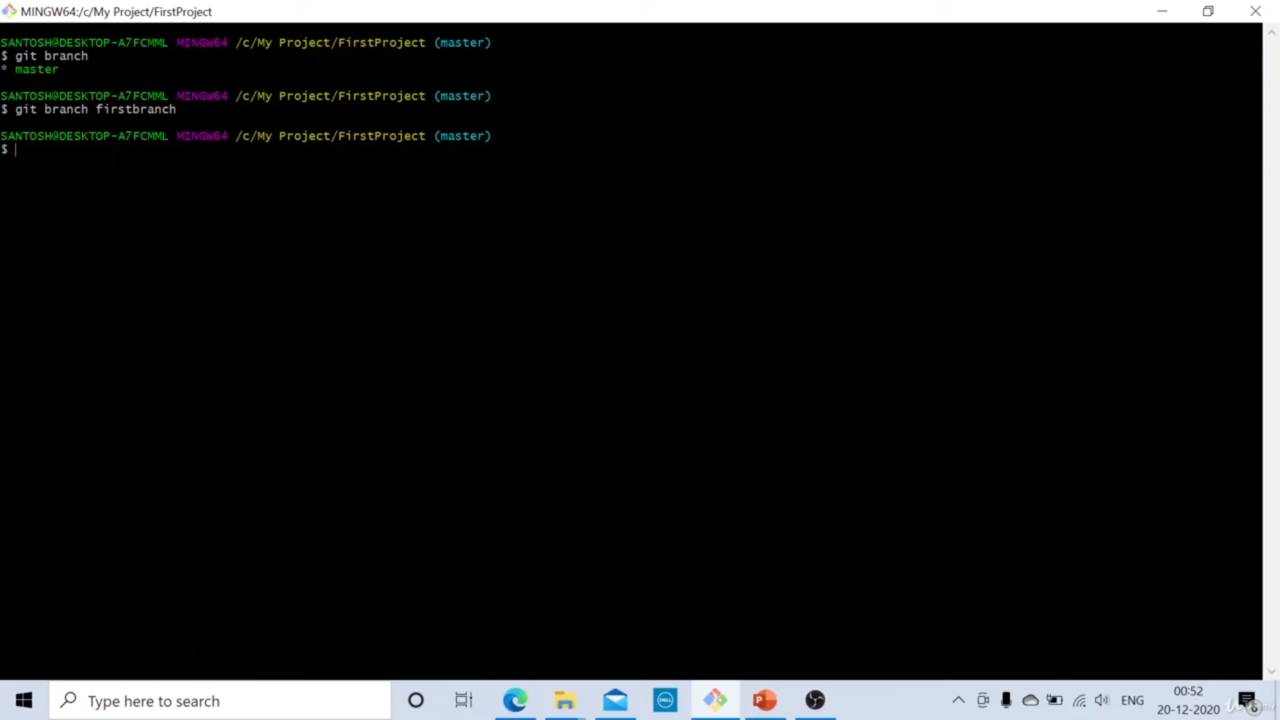 MINGW64:/c/My Project/FirstProject
SANTOSH@DESKTOP-A7FCMML MINGW64 /c/My Project/FirstProject (master)
$ git branch
* master
SANTOSH@DESKTOP-A7FCMML MINGW64 /c/My Project/FirstProject (master)
$ git branch firstbranch
SANTOSH@DESKTOP-A7FCMML MINGW64 /c/My Project/FirstProject (master)
$
Type here to search
DELL
ENG
00:52
20-12-2020